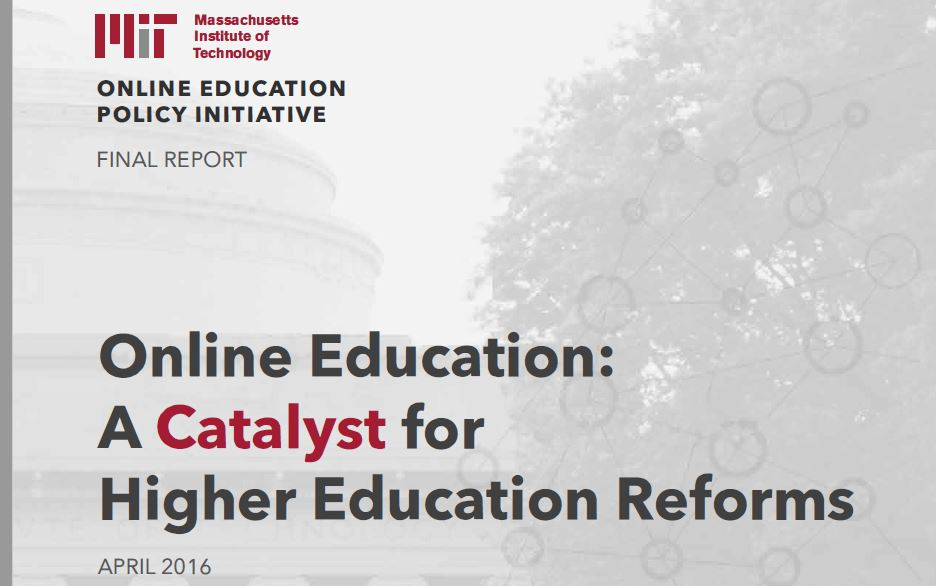 Massachusetts
Institute of
Technology
ONLINE EDUCATION
POLICY INITIATIVE
FINAL REPORT
Online Education:
A Catalyst for
Higher Education Reforms
APRIL 2016